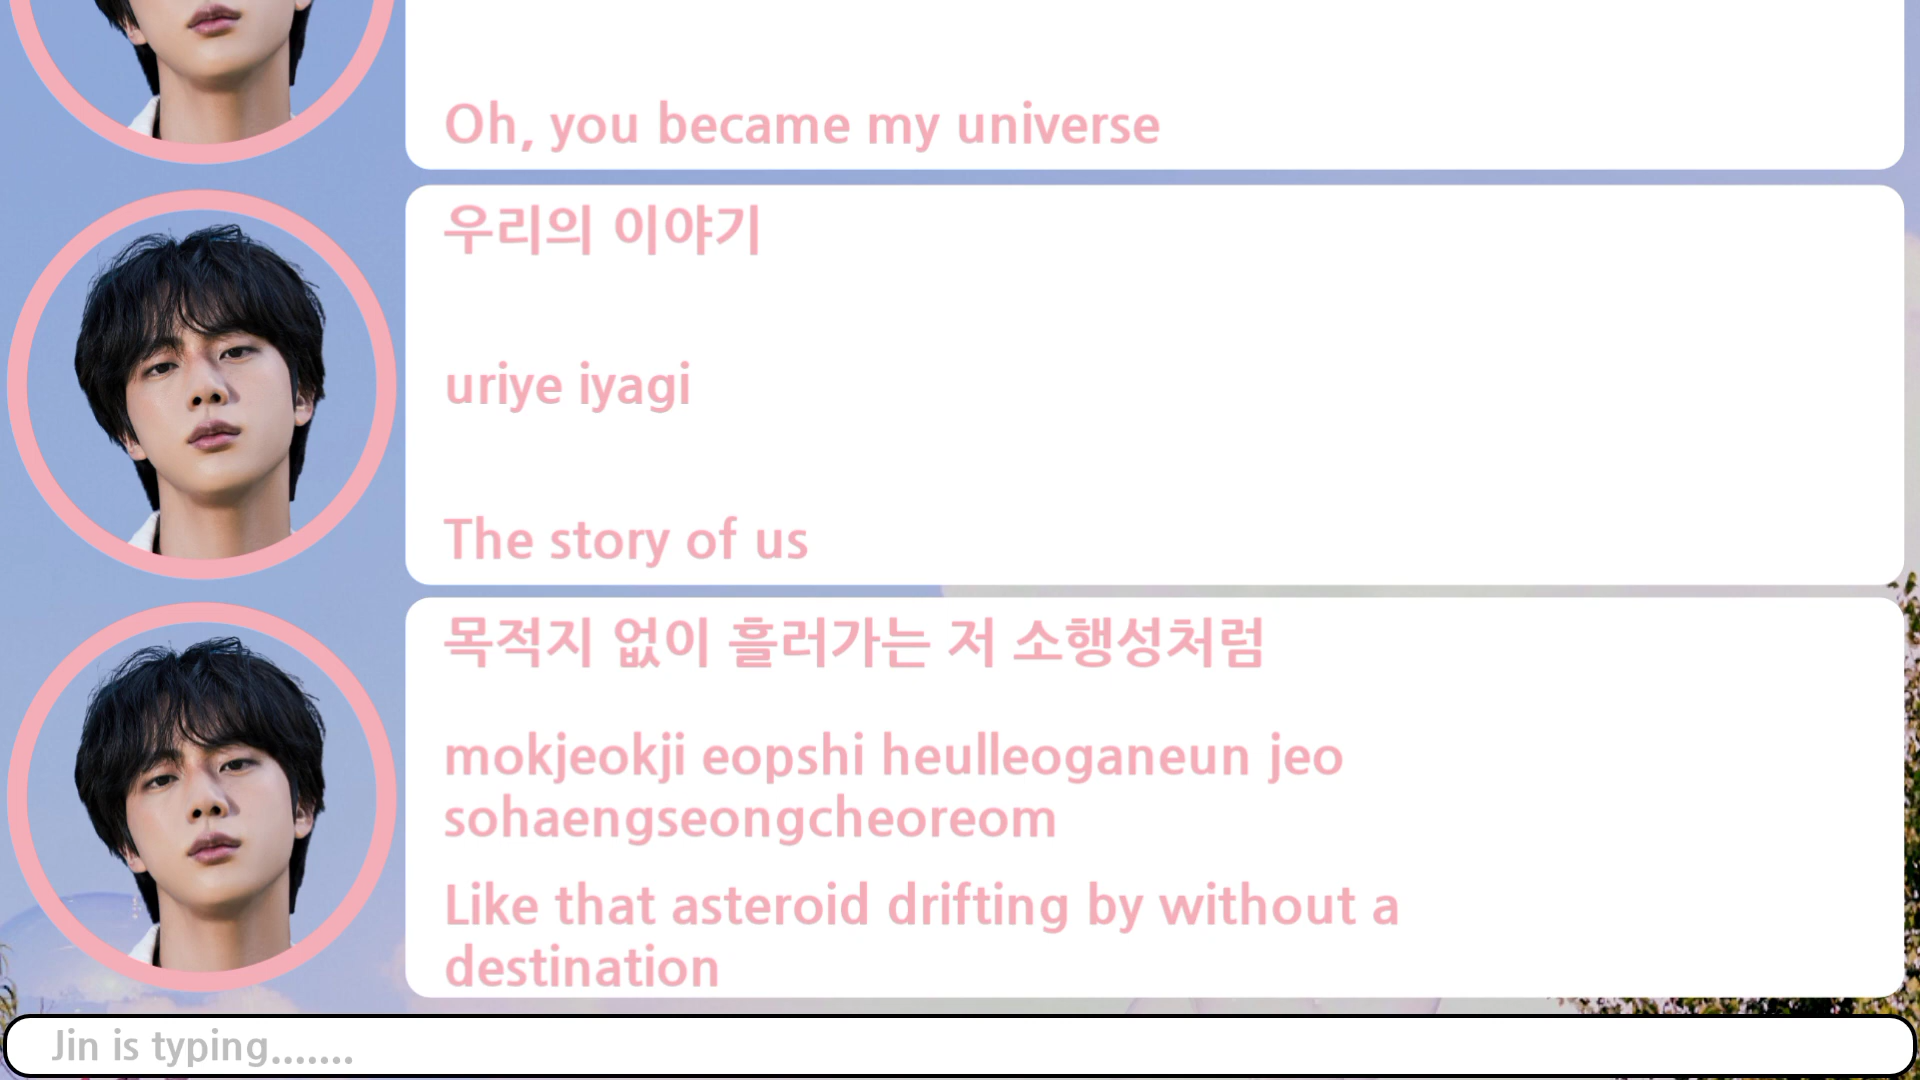 Oh, you became my universe
우리의 이야기
uriye iyagi
The story of us
목적지 없이 흘러가는 저 소행성처럼
mokjeokji eopshi heulleoganeun jeo
sohaengseongcheoreom
Like that asteroid drifting by without a
destination
Jin is typing.......